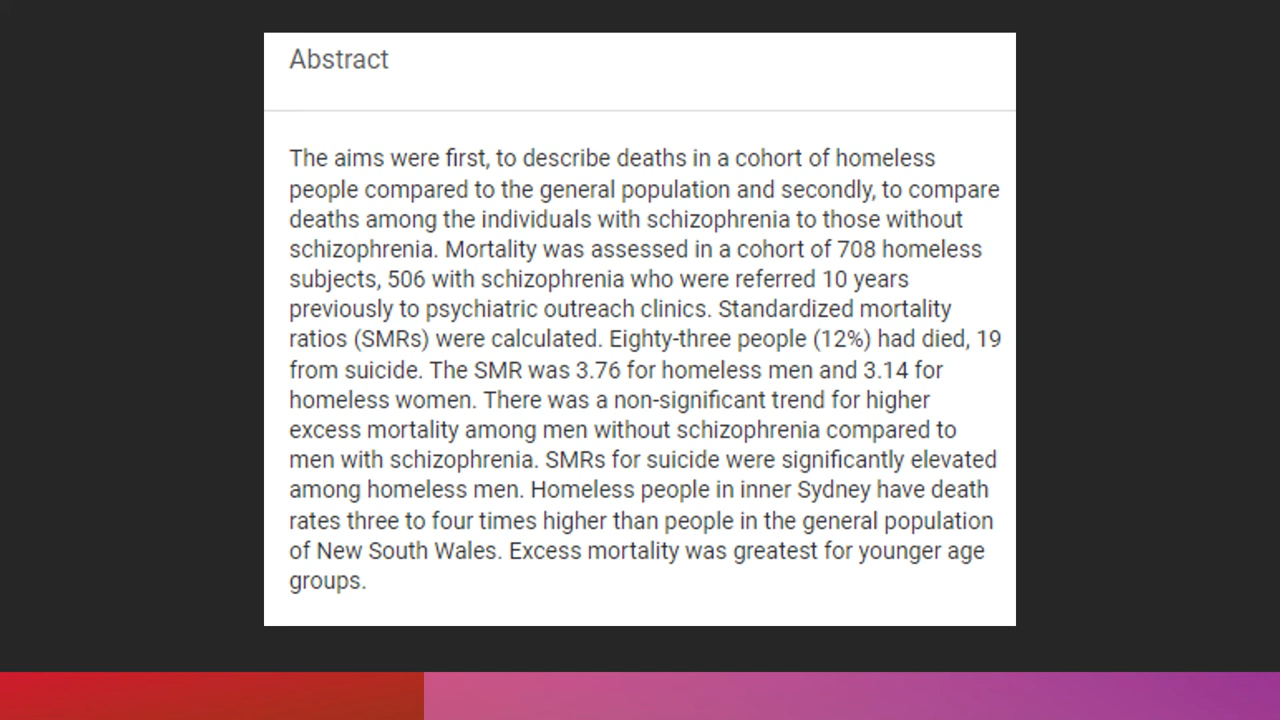 Abstract
The aims were first, to describe deaths in a cohort of homeless
people compared to the general population and secondly, to compare
deaths among the individuals with schizophrenia to those without
schizophrenia. Mortality was assessed in a cohort of 708 homeless
subjects, 506 with schizophrenia who were referred 10 years
previously to psychiatric outreach clinics. Standardized mortality
ratios (SMRs) were calculated. Eighty-three people (12%) had died, 19
from suicide. The SMR was 3.76 for homeless men and 3.14 for
homeless women. There was a non-significant trend for higher
excess mortality among men without schizophrenia compared to
men with schizophrenia. SMRs for suicide were significantly elevated
among homeless men. Homeless people in inner Sydney have death
rates three to four times higher than people in the general population
of New South Wales. Excess mortality was greatest for younger age
groups.